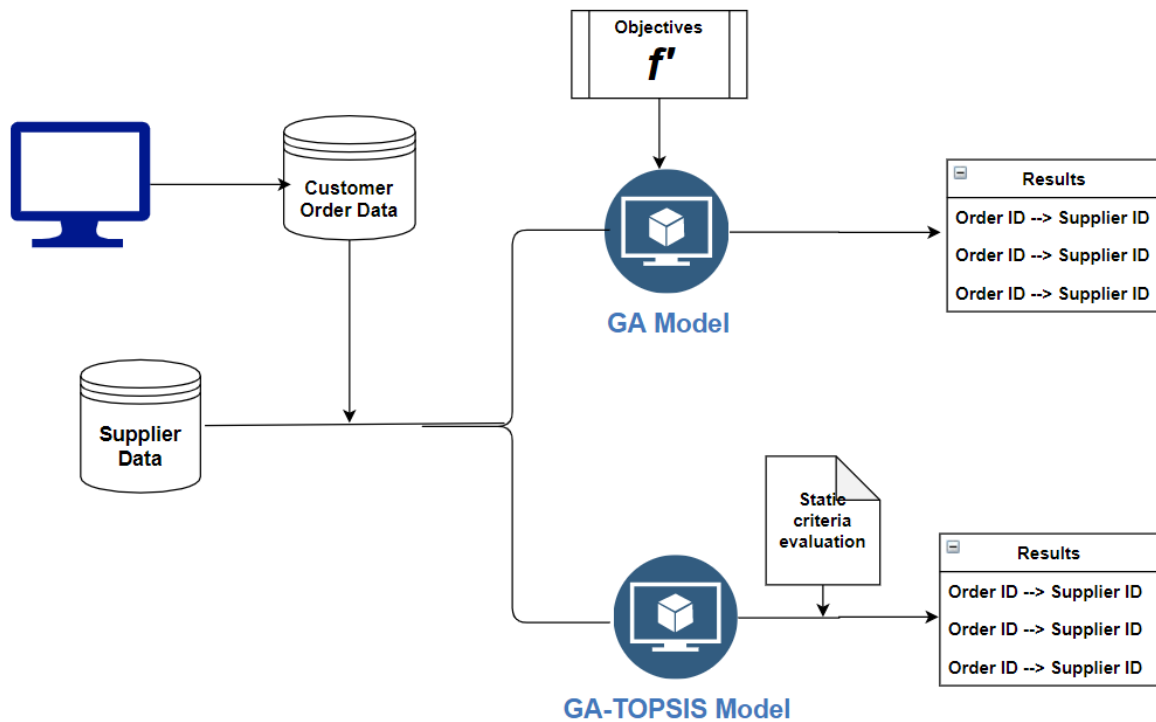 Objectives
f'
Customer
Order Data
Results
Order ID --> Supplier ID
Order ID --> Supplier ID
Order ID --> Supplier ID
GA Model
Supplier
Data
Static
criteria
evaluation
Results
Order ID --> Supplier ID
Order ID --> Supplier ID
Order ID --> Supplier ID
GA-TOPSIS Model